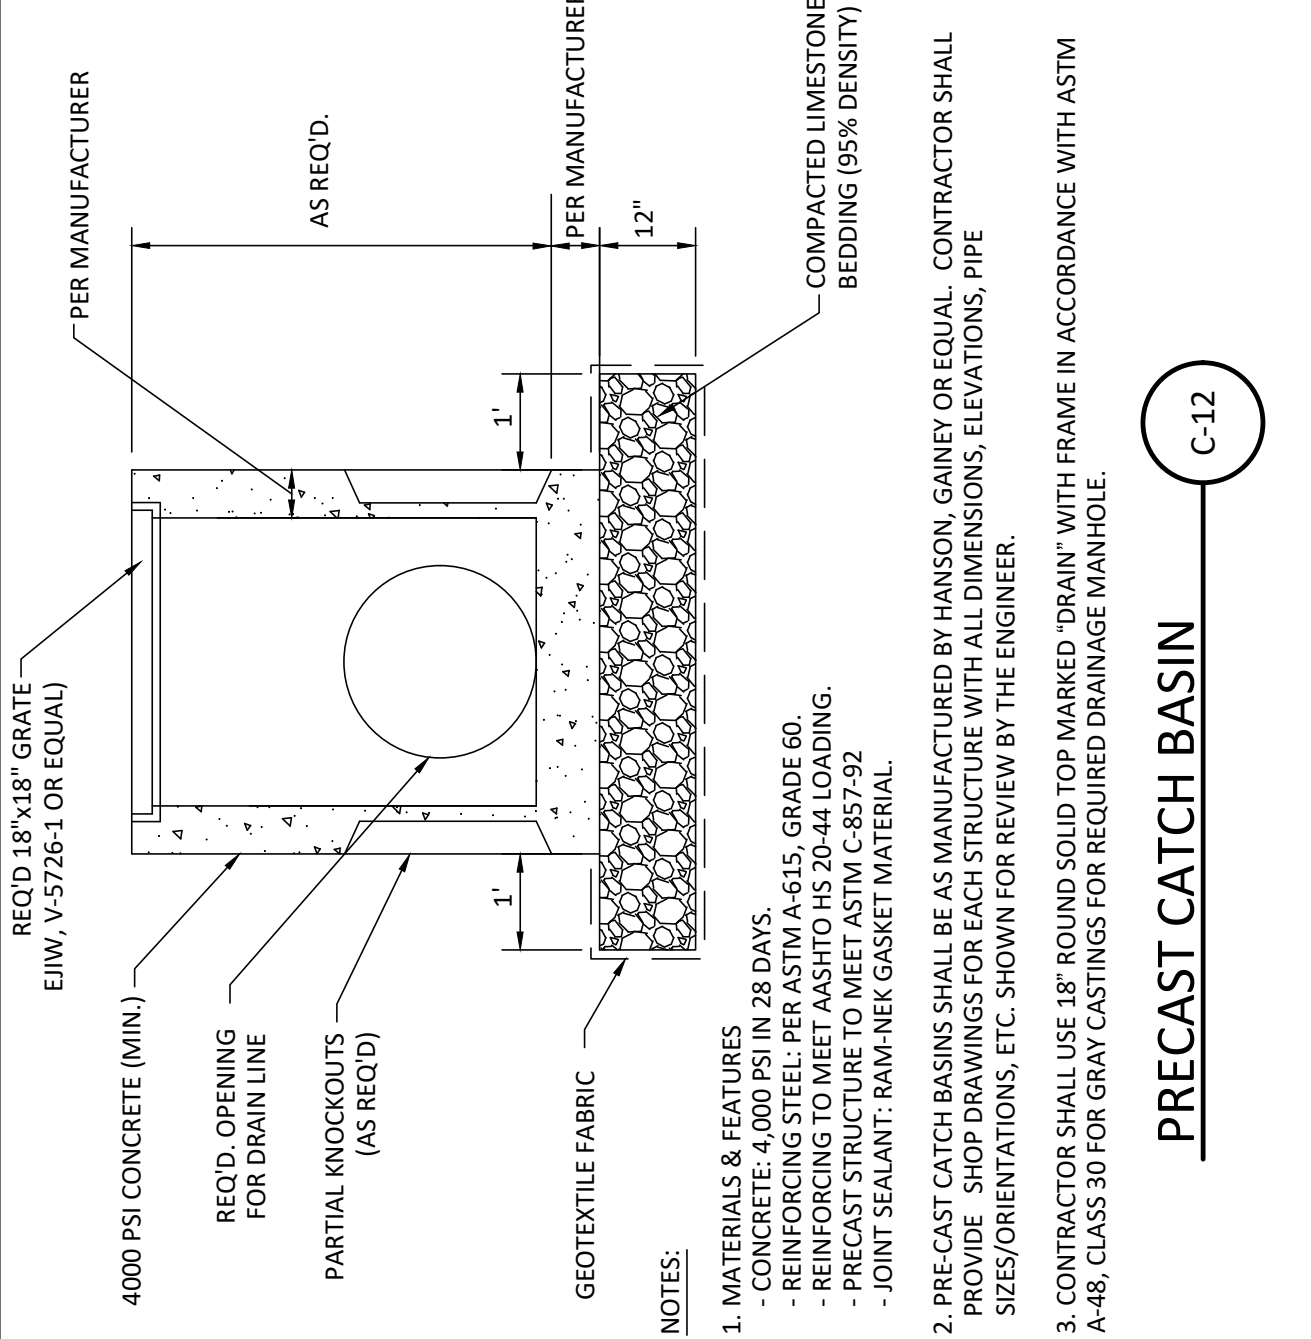 REQ'D 18"x18" GRATE
EJIW, V-5726-1 OR EQUAL)
PER MANUFACTURER
4000 PSI CONCRETE (MIN.)
REQ'D. OPENING
FOR DRAIN LINE
PARTIAL KNOCKOUTS
(AS REQ'D)
AS REQ'D.
1'
1'
PER MANUFACTURER
12"
GEOTEXTILE FABRIC
COMPACTED LIMESTONE
BEDDING (95% DENSITY)
NOTES:
1. MATERIALS & FEATURES
- CONCRETE: 4,000 PSI IN 28 DAYS.
- REINFORCING STEEL: PER ASTM A-615, GRADE 60.
- REINFORCING TO MEET AASHTO HS 20-44 LOADING.
- PRECAST STRUCTURE TO MEET ASTM C-857-92
- JOINT SEALANT: RAM-NEK GASKET MATERIAL.
2. PRE-CAST CATCH BASINS SHALL BE AS MANUFACTURED BY HANSON, GAINEY OR EQUAL. CONTRACTOR SHALL
PROVIDE SHOP DRAWINGS FOR EACH STRUCTURE WITH ALL DIMENSIONS, ELEVATIONS, PIPE
SIZES/ORIENTATIONS, ETC. SHOWN FOR REVIEW BY THE ENGINEER.
3. CONTRACTOR SHALL USE 18” ROUND SOLID TOP MARKED “DRAIN” WITH FRAME IN ACCORDANCE WITH ASTM
A-48, CLASS 30 FOR GRAY CASTINGS FOR REQUIRED DRAINAGE MANHOLE.
PRECAST CATCH BASIN
C-12